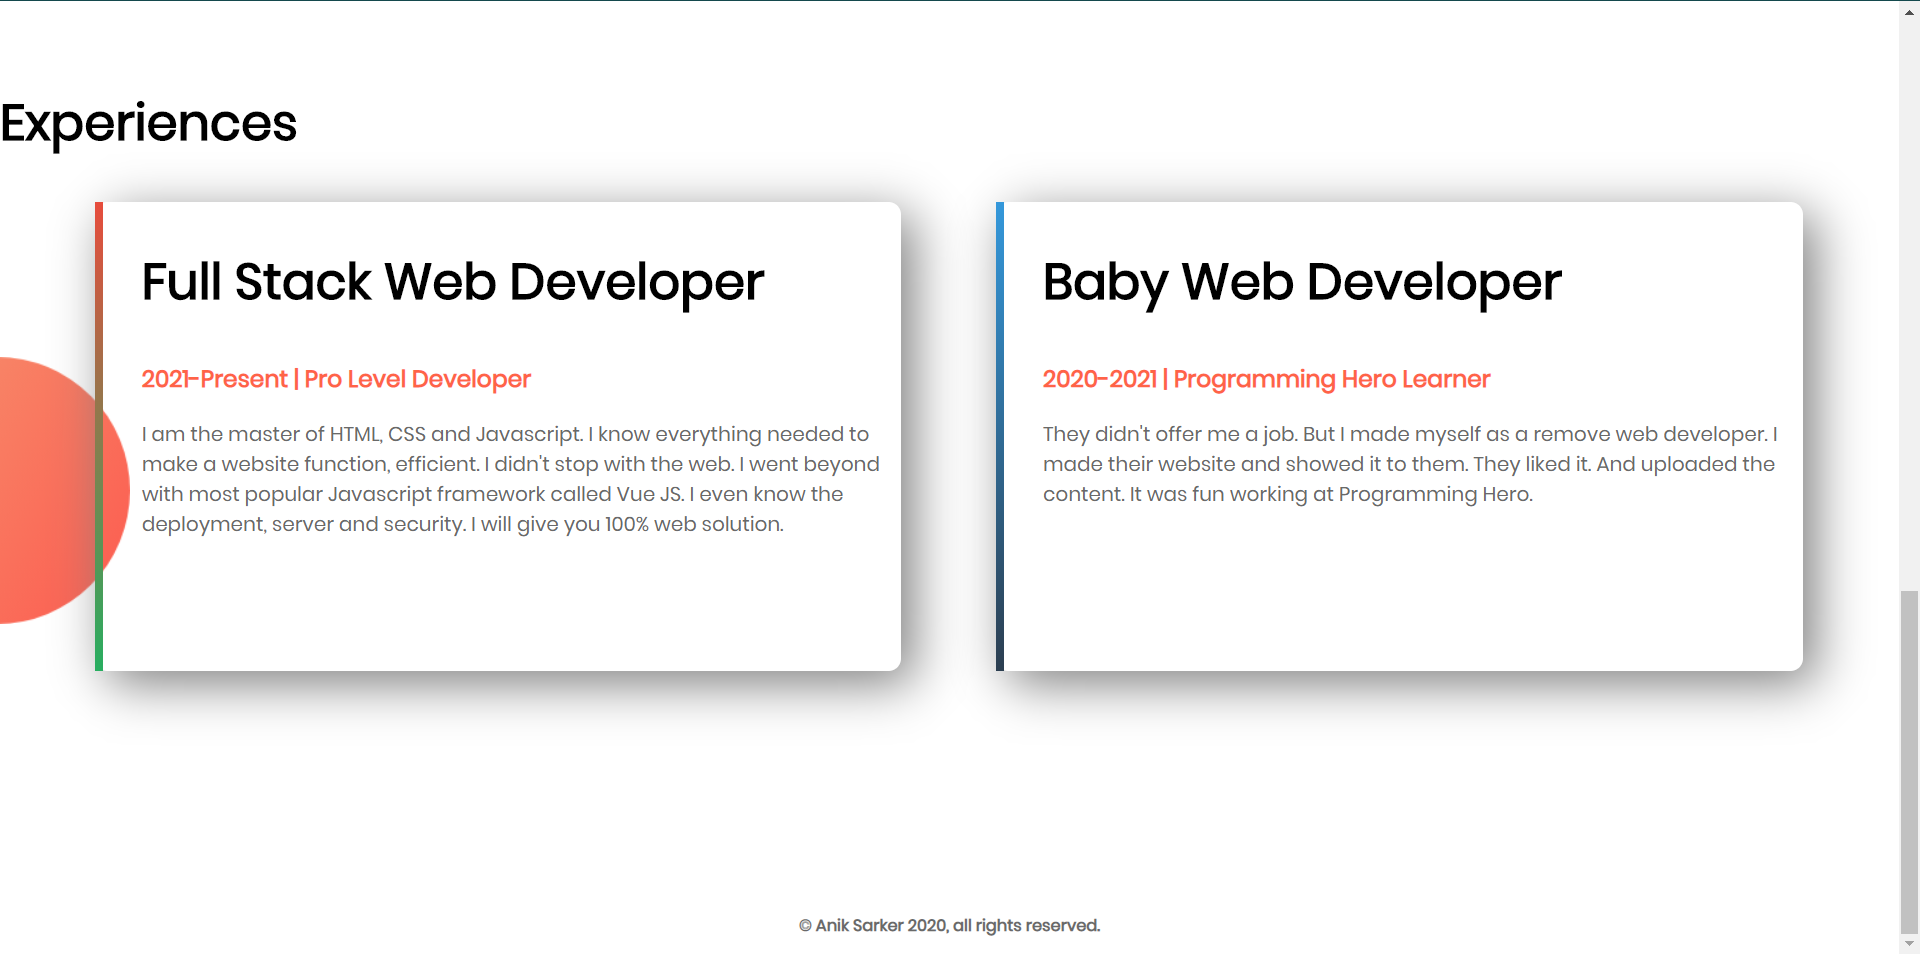 Experiences
Full Stack Web Developer
2021-Present | Pro Level Developer
I am the master of HTML, CSS and Javascript. I know everything needed to
make a website function, efficient. I didn't stop with the web. I went beyond
with most popular Javascript framework called Vue JS. I even know the
deployment, server and security. I will give you 100% web solution.
Baby Web Developer
2020-2021 | Programming Hero Learner
They didn't offer me a job. But I made myself as a remove web developer. I
made their website and showed it to them. They liked it. And uploaded the
content. It was fun working at Programming Hero.
© Anik Sarker 2020, all rights reserved.